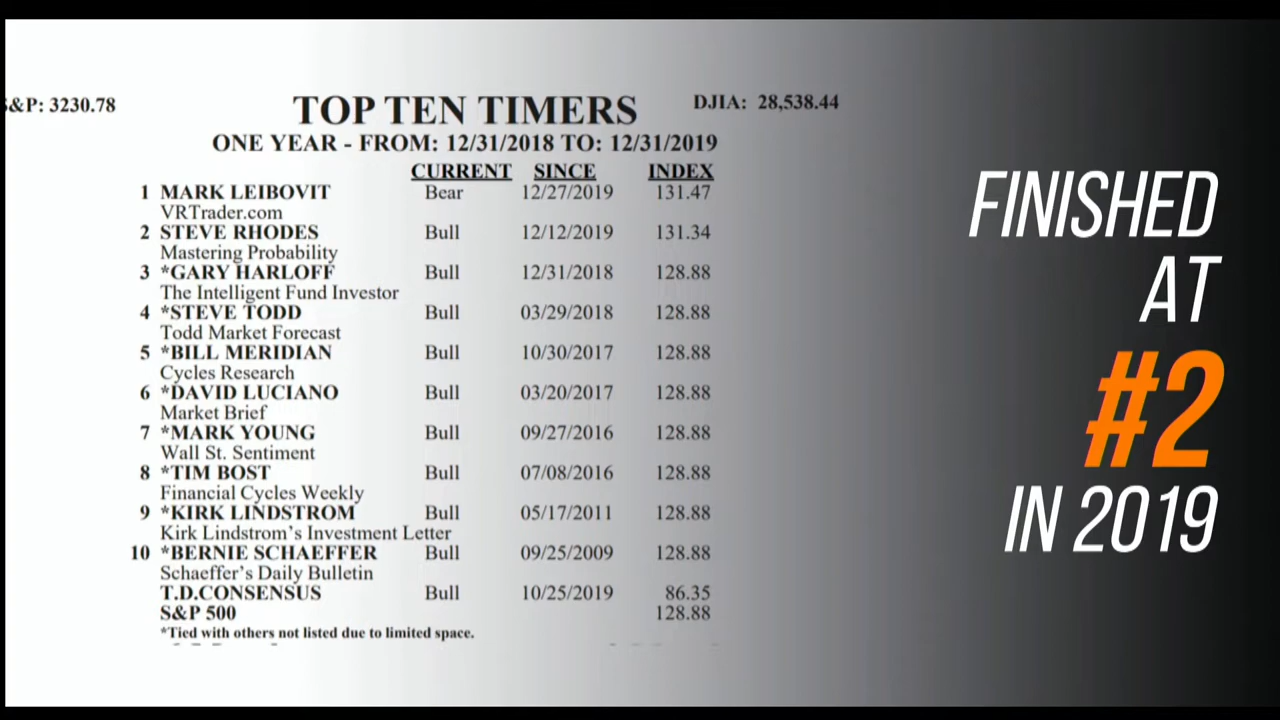 S&P: 3230.78
TOP TEN TIMERS
DJIA: 28,538.44
ONE YEAR - FROM: 12/31/2018 TO: 12/31/2019
CURRENT SINCE INDEX
1 MARK LEIBOVIT Bear 12/27/2019 131.47
VRTrader.com
2 STEVE RHODES Bull 12/12/2019 131.34
Mastering Probability
3 *GARY HARLOFF Bull 12/31/2018 128.88
The Intelligent Fund Investor
4 *STEVE TODD Bull 03/29/2018 128.88
Todd Market Forecast
5 *BILL MERIDIAN Bull 10/30/2017 128.88
Cycles Research
6 *DAVID LUCIANO Bull 03/20/2017 128.88
Market Brief
7 *MARK YOUNG Bull 09/27/2016 128.88
Wall St. Sentiment
8 *TIM BOST Bull 07/08/2016 128.88
Financial Cycles Weekly
9 *KIRK LINDSTROM Bull 05/17/2011 128.88
Kirk Lindstrom's Investment Letter
10 *BERNIE SCHAEFFER Bull 09/25/2009 128.88
Schaeffer's Daily Bulletin
T.D.CONSENSUS Bull 10/25/2019 86.35
S&P 500 128.88
*Tied with others not listed due to limited space.
FINISHED
AT
#2
IN 2019